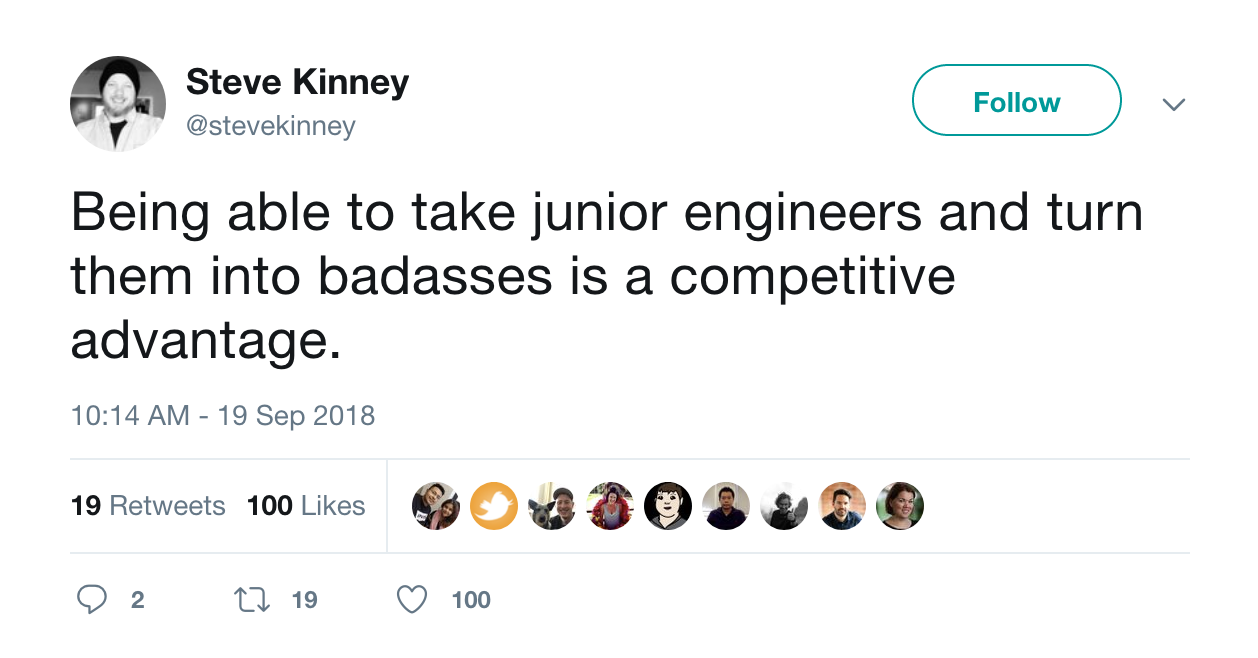 Steve Kinney
@stevekinney
Follow
Being able to take junior engineers and turn
them into badasses is a competitive
advantage.
10:14 AM - 19 Sep 2018
19 Retweets 100 Likes
2 19 100